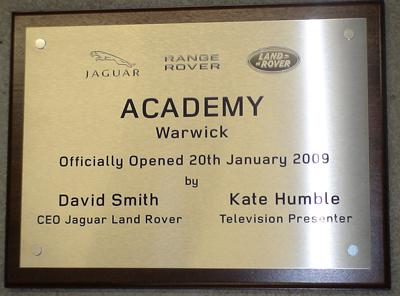 JAGUAR RANGE ROVER LAND ROVER
ACADEMY
Warwick
Officially Opened 20th January 2009
by
David Smith Kate Humble
CEO Jaguar Land Rover Television Presenter